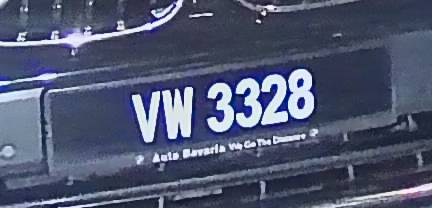 VW 3328
Auto Bavaria We Go The Distance